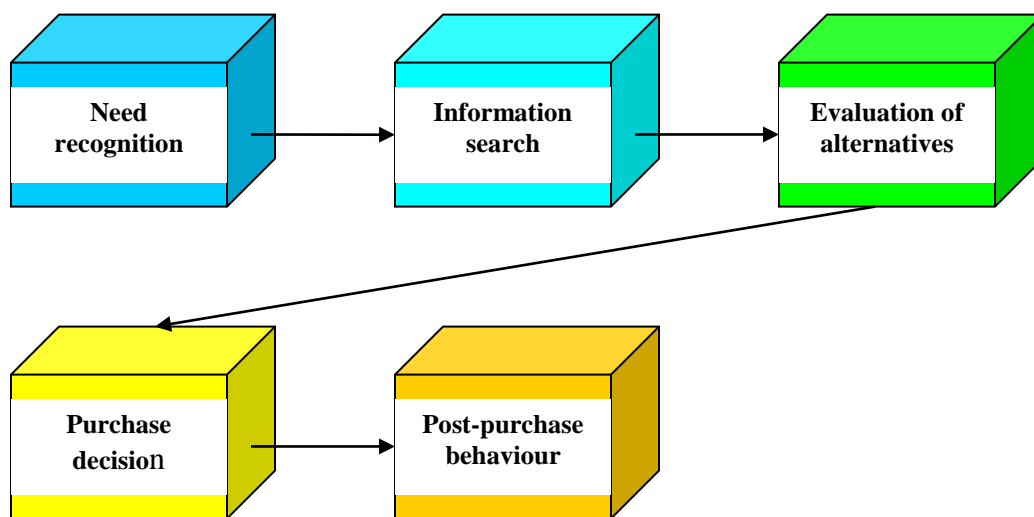 Need
recognition
Information
search
Evaluation of
alternatives
Purchase
decision
Post-purchase
behaviour